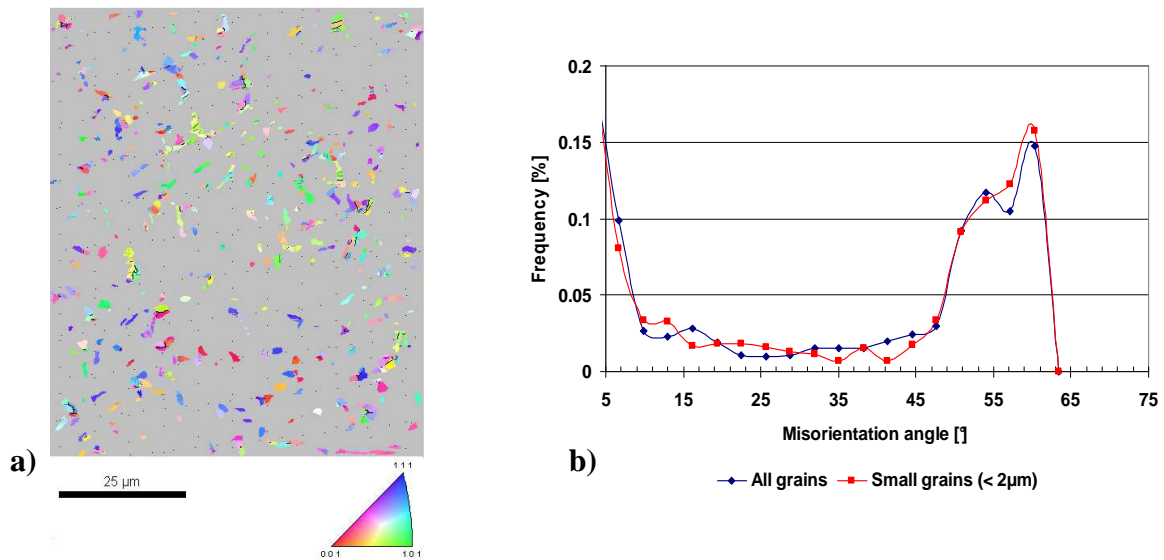 a)
25 µm
1 1 1
0 0 1
1 0 1
Frequency [%]
0.2
0.15
0.1
0.05
0
5 15 25 35 45 55 65 75
Misorientation angle [°]
b)
All grains
Small grains (< 2µm)